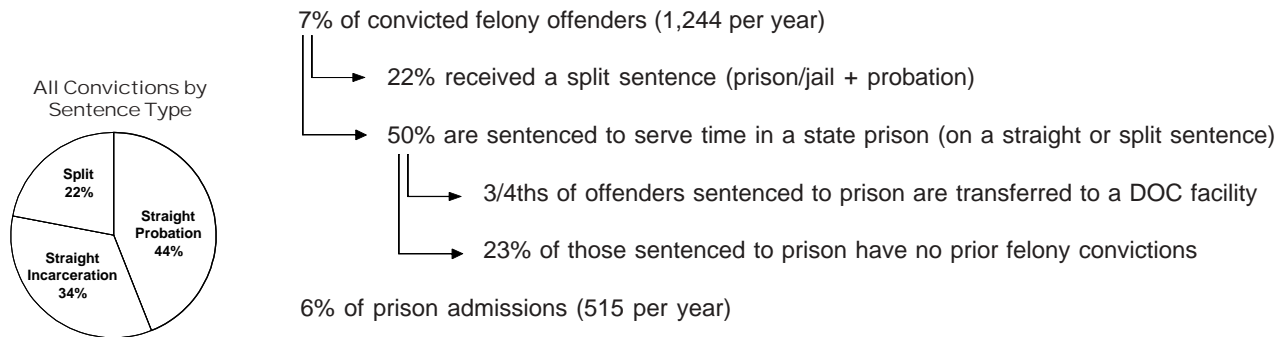 7% of convicted felony offenders (1,244 per year)
22% received a split sentence (prison/jail + probation)
50% are sentenced to serve time in a state prison (on a straight or split sentence)
3/4ths of offenders sentenced to prison are transferred to a DOC facility
23% of those sentenced to prison have no prior felony convictions
6% of prison admissions (515 per year)
All Convictions by
Sentence Type
Split
22%
Straight
Probation
44%
Straight
Incarceration
34%